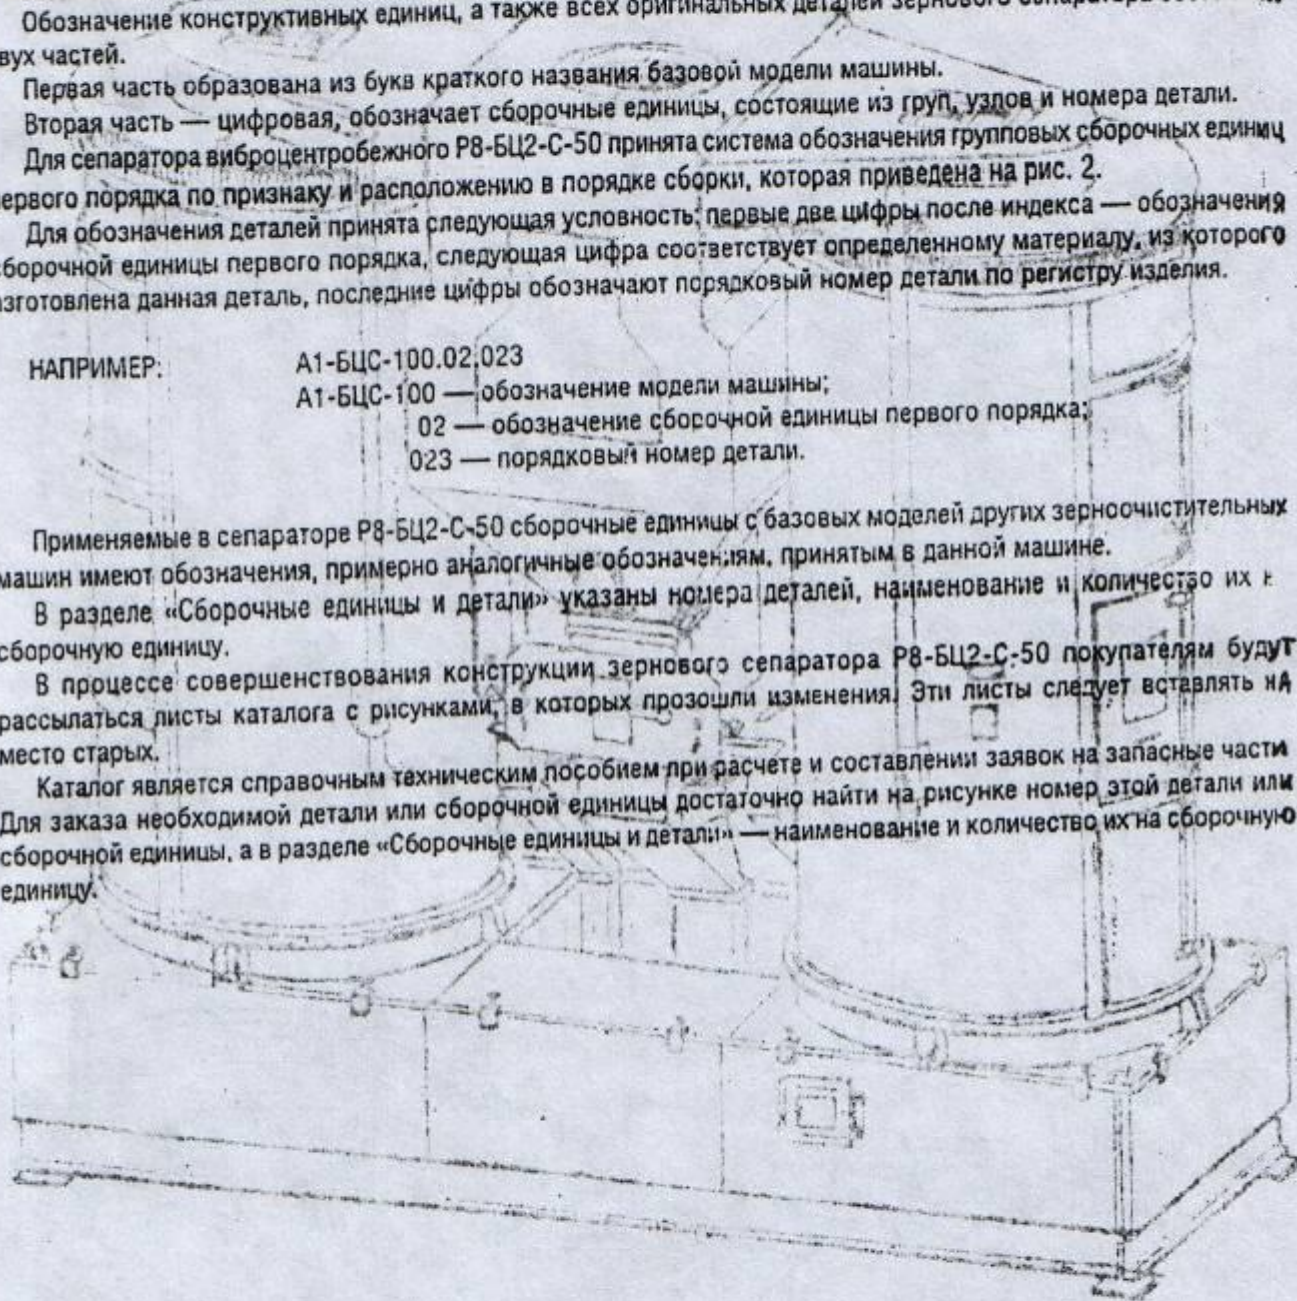 Обозначение конструктивных единиц, а также всех оригинальных деталей зернового сепаратора
вух частей.
Первая часть образована из букв краткого названия базовой модели машины.
Вторая часть — цифровая, обозначает сборочные единицы, состоящие из груп, узлов и номера детали.
Для сепаратора виброцентробежного Р8-БЦ2-С-50 принята система обозначения групповых сборочных единиц
ервого порядка по признаку и расположению в порядке сборки, которая приведена на рис. 2.
Для обозначения деталей принята следующая условность: первые две цифры после индекса — обозначения
борочной единицы первого порядка, следующая цифра соответствует определенному материалу, из которого
зготовлена данная деталь, последние цифры обозначают порядковый номер детали по регистру изделия.
НАПРИМЕР: А1-БЦС-100.02.023
А1-БЦС-100 — обозначение модели машины;
02 — обозначение сборочной единицы первого порядка;
023 — порядковый номер детали.
Применяемые в сепараторе Р8-БЦ2-С-50 сборочные единицы с базовых моделей других зерноочистительных
машин имеют обозначения, примерно аналогичные обозначениям, принятым в данной машине.
В разделе «Сборочные единицы и детали» указаны номера деталей, наименование и количество их
сборочную единицу.
В процессе совершенствования конструкции зернового сепаратора Р8-БЦ2-С-50 покупателям будут
рассылаться листы каталога с рисунками, в которых прозошли изменения. Эти листы следует вставлять на
место старых.
Каталог является справочным техническим пособием при расчете и составлении заявок на запасные части
Для заказа необходимой детали или сборочной единицы достаточно найти на рисунке номер этой детали или
сборочной единицы, а в разделе «Сборочные единицы и детали» — наименование и количество их на сборочную
единицу.